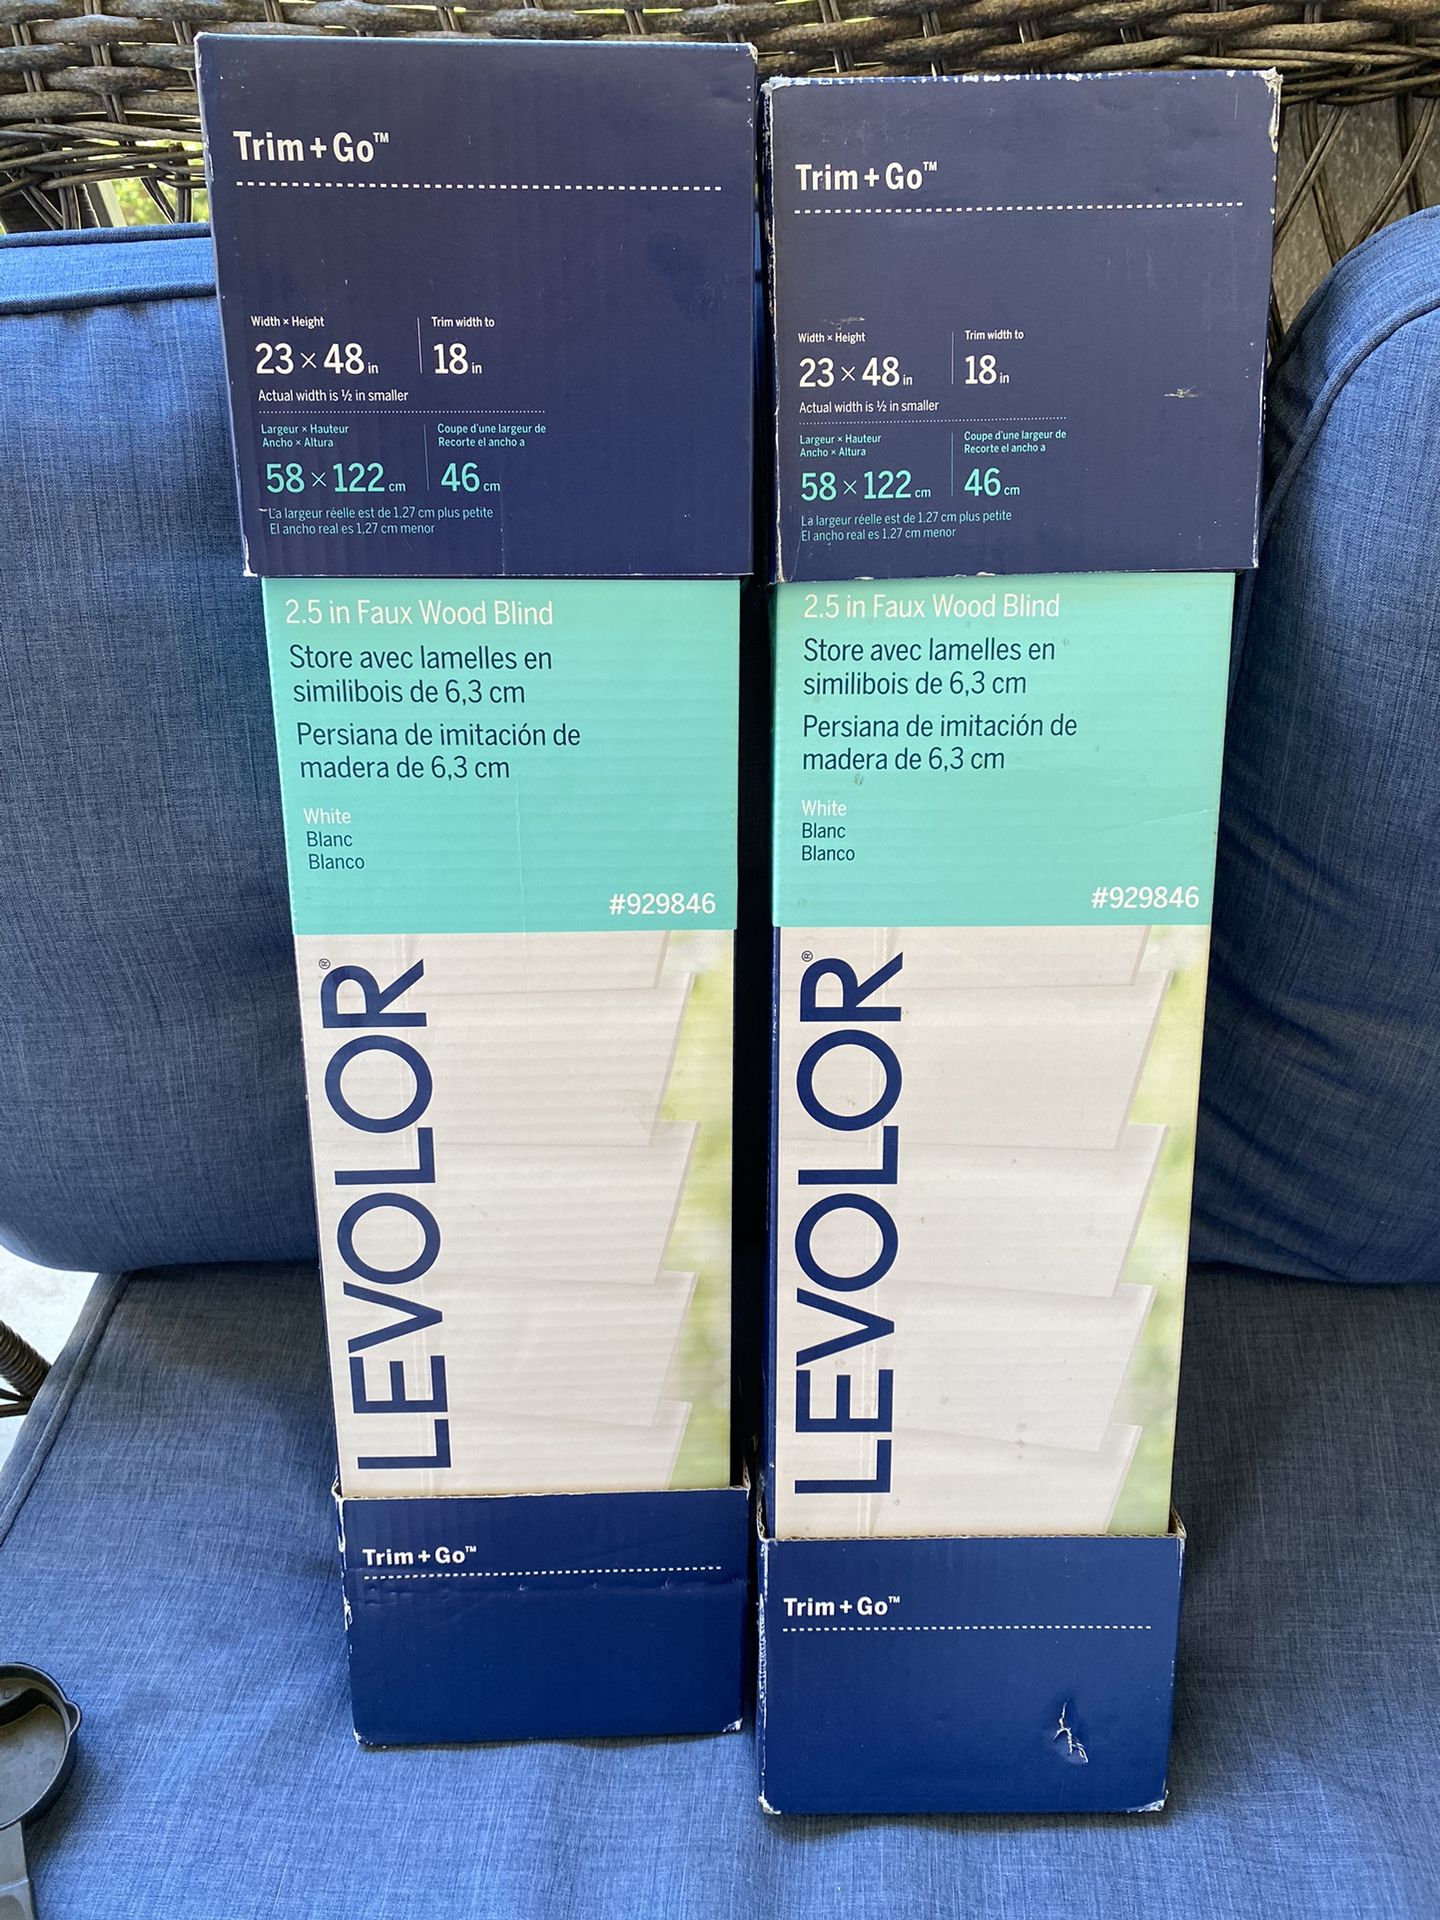 Trim + Go™
Width × Height
Trim width to
23 × 48 in
18 in
Actual width is ½ in smaller
Largeur × Hauteur
Ancho × Altura
Coupe d'une largeur de
Recorte el ancho a
58 × 122 cm
46 cm
La largeur réelle est de 1,27 cm plus petite
El ancho real es 1,27 cm menor
2.5 in Faux Wood Blind
Store avec lamelles en
similibois de 6,3 cm
Persiana de imitación de
madera de 6,3 cm
White
Blanc
Blanco
#929846
LEVOLOR®
Trim + Go™
Trim + Go™
Width × Height
Trim width to
23 × 48 in
18 in
Actual width is ½ in smaller
Largeur × Hauteur
Ancho × Altura
Coupe d'une largeur de
Recorte el ancho a
58 × 122 cm
46 cm
La largeur réelle est de 1,27 cm plus petite
El ancho real es 1,27 cm menor
2.5 in Faux Wood Blind
Store avec lamelles en
similibois de 6,3 cm
Persiana de imitación de
madera de 6,3 cm
White
Blanc
Blanco
#929846
LEVOLOR®
Trim + Go™